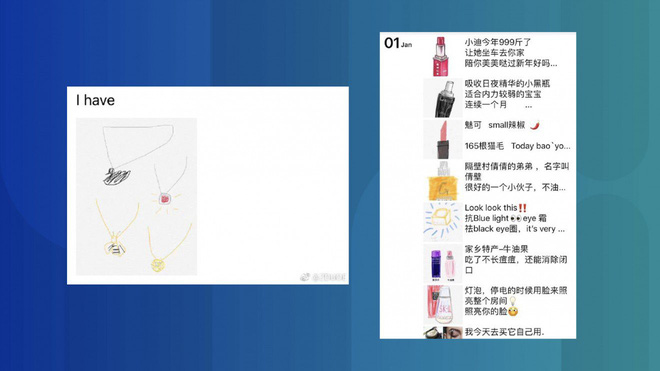 I have
01 Jan
小迪今年999斤了
让她坐车去你家
陪你美美哒过新年好吗...
吸收日夜精华的小黑瓶
适合内力较弱的宝宝
连续一个月 ...
魅可 small辣椒 🌶️
165根猫毛 Today bao`yo...
隔壁村倩倩的弟弟，名字叫
倩壁
很好的一个小伙子，不油...
Look look this‼️
抗Blue light👀eye 霜
祛black eye圈，it's very ...
家乡特产–牛油果
吃了不长痘痘，还能消除闭
口
灯泡，停电的时候用脸来照
亮整个房间💡
照亮你的脸
我今天去买它自己用.